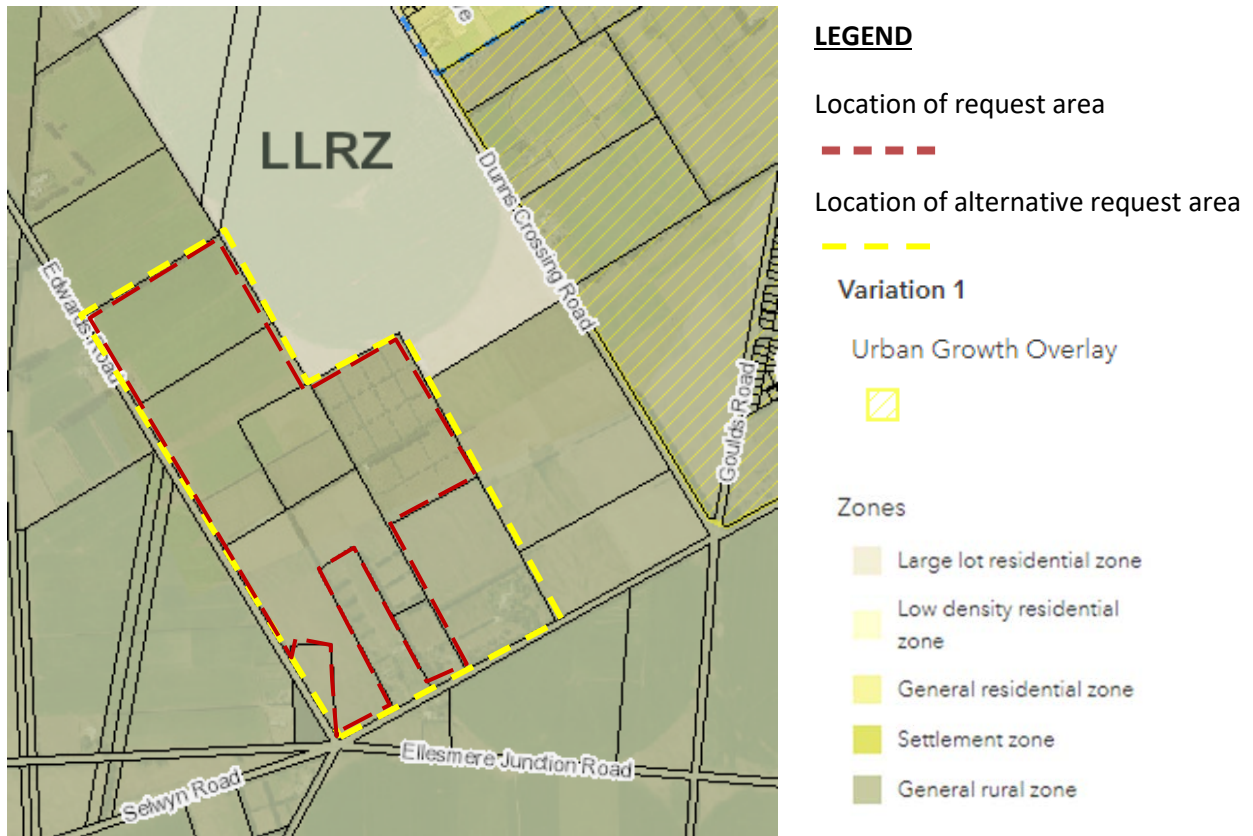 LLRZ
Dunns Crossing Road
Edwards Road
Goulds Road
Ellesmere Junction Road
Selwyn Road
LEGEND
Location of request area
Location of alternative request area
Variation 1
Urban Growth Overlay
Zones
Large lot residential zone
Low density residential
zone
General residential zone
Settlement zone
General rural zone